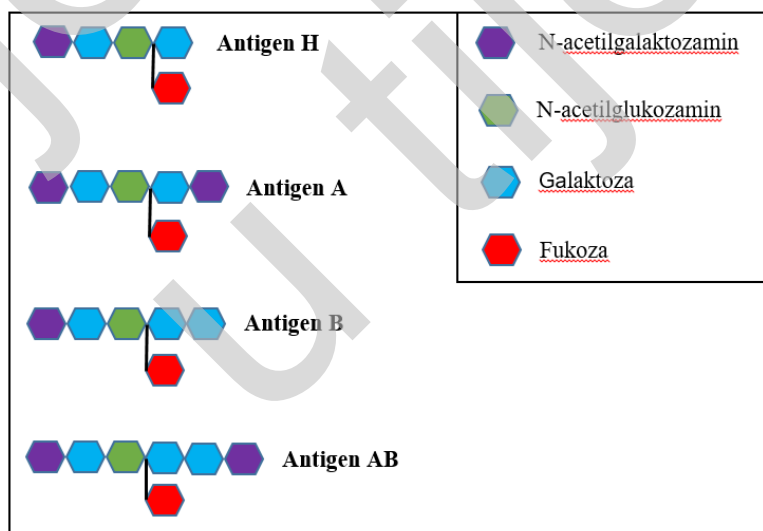 Antigen H
Antigen A
Antigen B
Antigen AB
N-acetilgalaktozamin
N-acetilglukozamin
Galaktoza
Fukoza